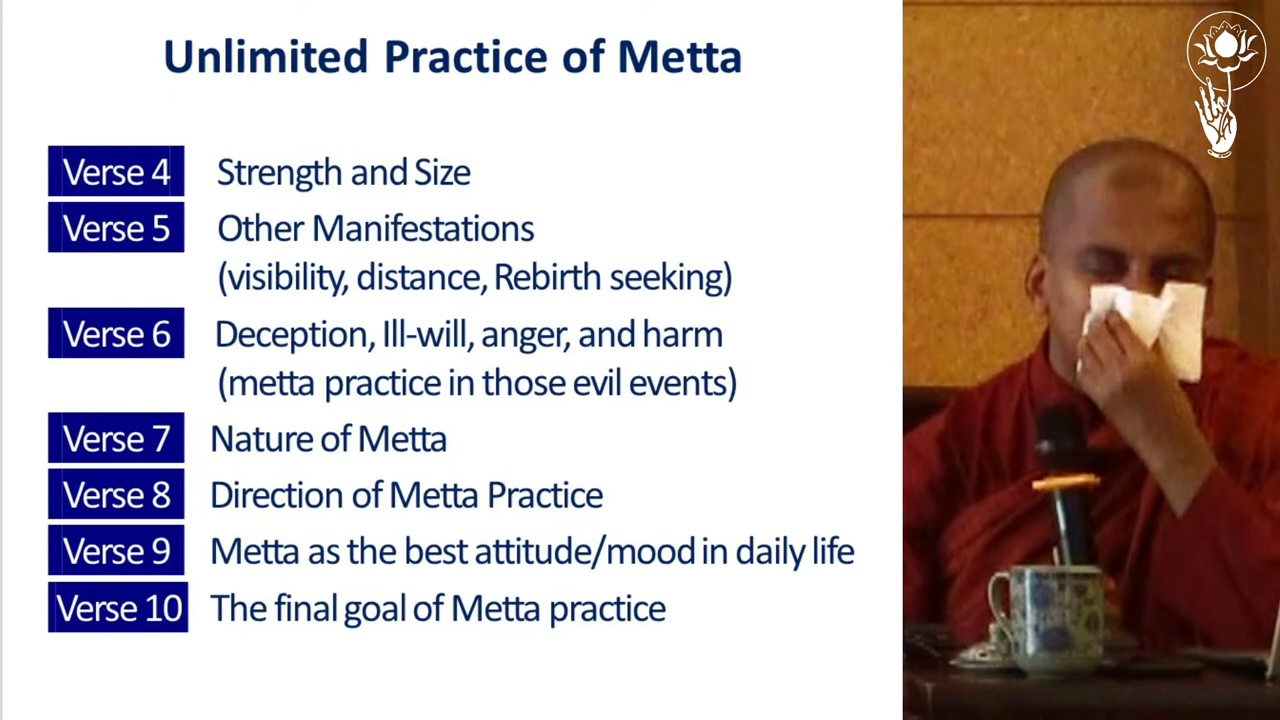 Unlimited Practice of Metta
Verse 4 Strength and Size
Verse 5 Other Manifestations
(visibility, distance, Rebirth seeking)
Verse 6 Deception, Ill-will, anger, and harm
(metta practice in those evil events)
Verse 7 Nature of Metta
Verse 8 Direction of Metta Practice
Verse 9 Metta as the best attitude/mood in daily life
Verse 10 The final goal of Metta practice